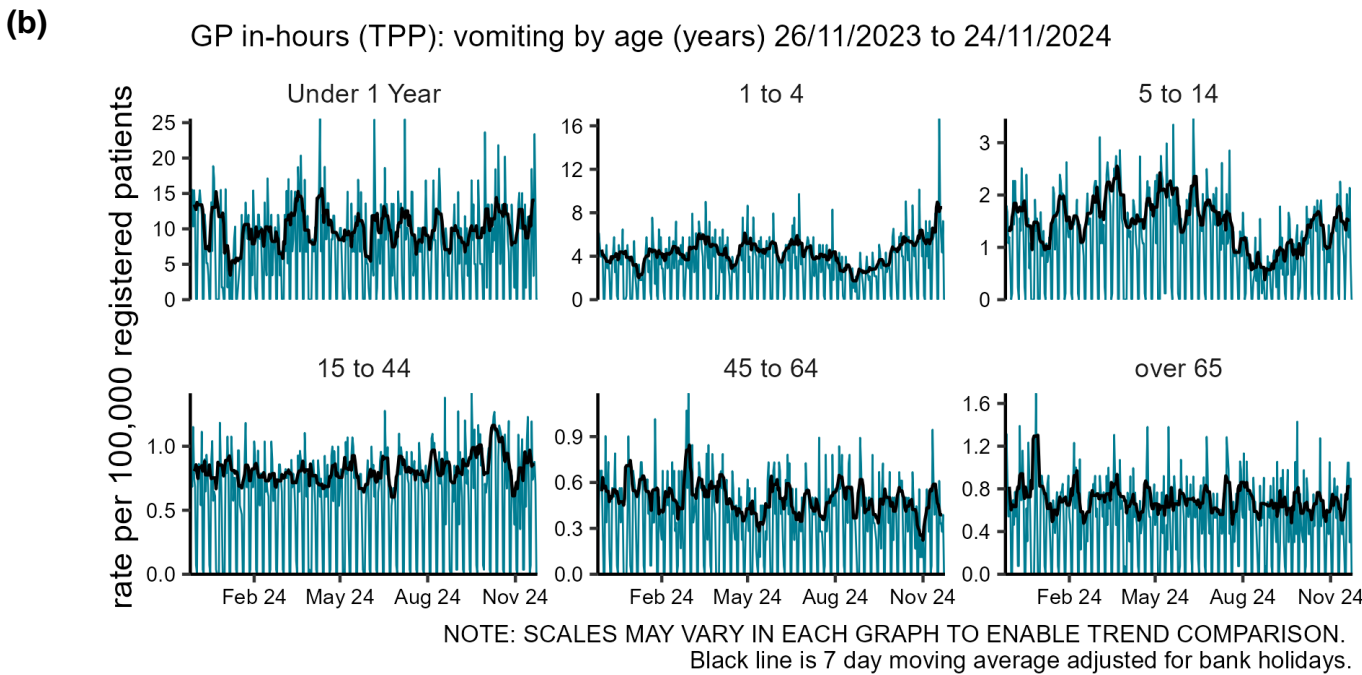 (b)
GP in-hours (TPP): vomiting by age (years) 26/11/2023 to 24/11/2024
rate per 100,000 registered patients
Under 1 Year
25
20
15
10
5
0
1 to 4
16
12
8
4
0
5 to 14
3
2
1
0
15 to 44
1.0
0.5
0.0
Feb 24 May 24 Aug 24 Nov 24
45 to 64
0.9
0.6
0.3
0.0
Feb 24 May 24 Aug 24 Nov 24
over 65
1.6
1.2
0.8
0.4
0.0
Feb 24 May 24 Aug 24 Nov 24
NOTE: SCALES MAY VARY IN EACH GRAPH TO ENABLE TREND COMPARISON.
Black line is 7 day moving average adjusted for bank holidays.